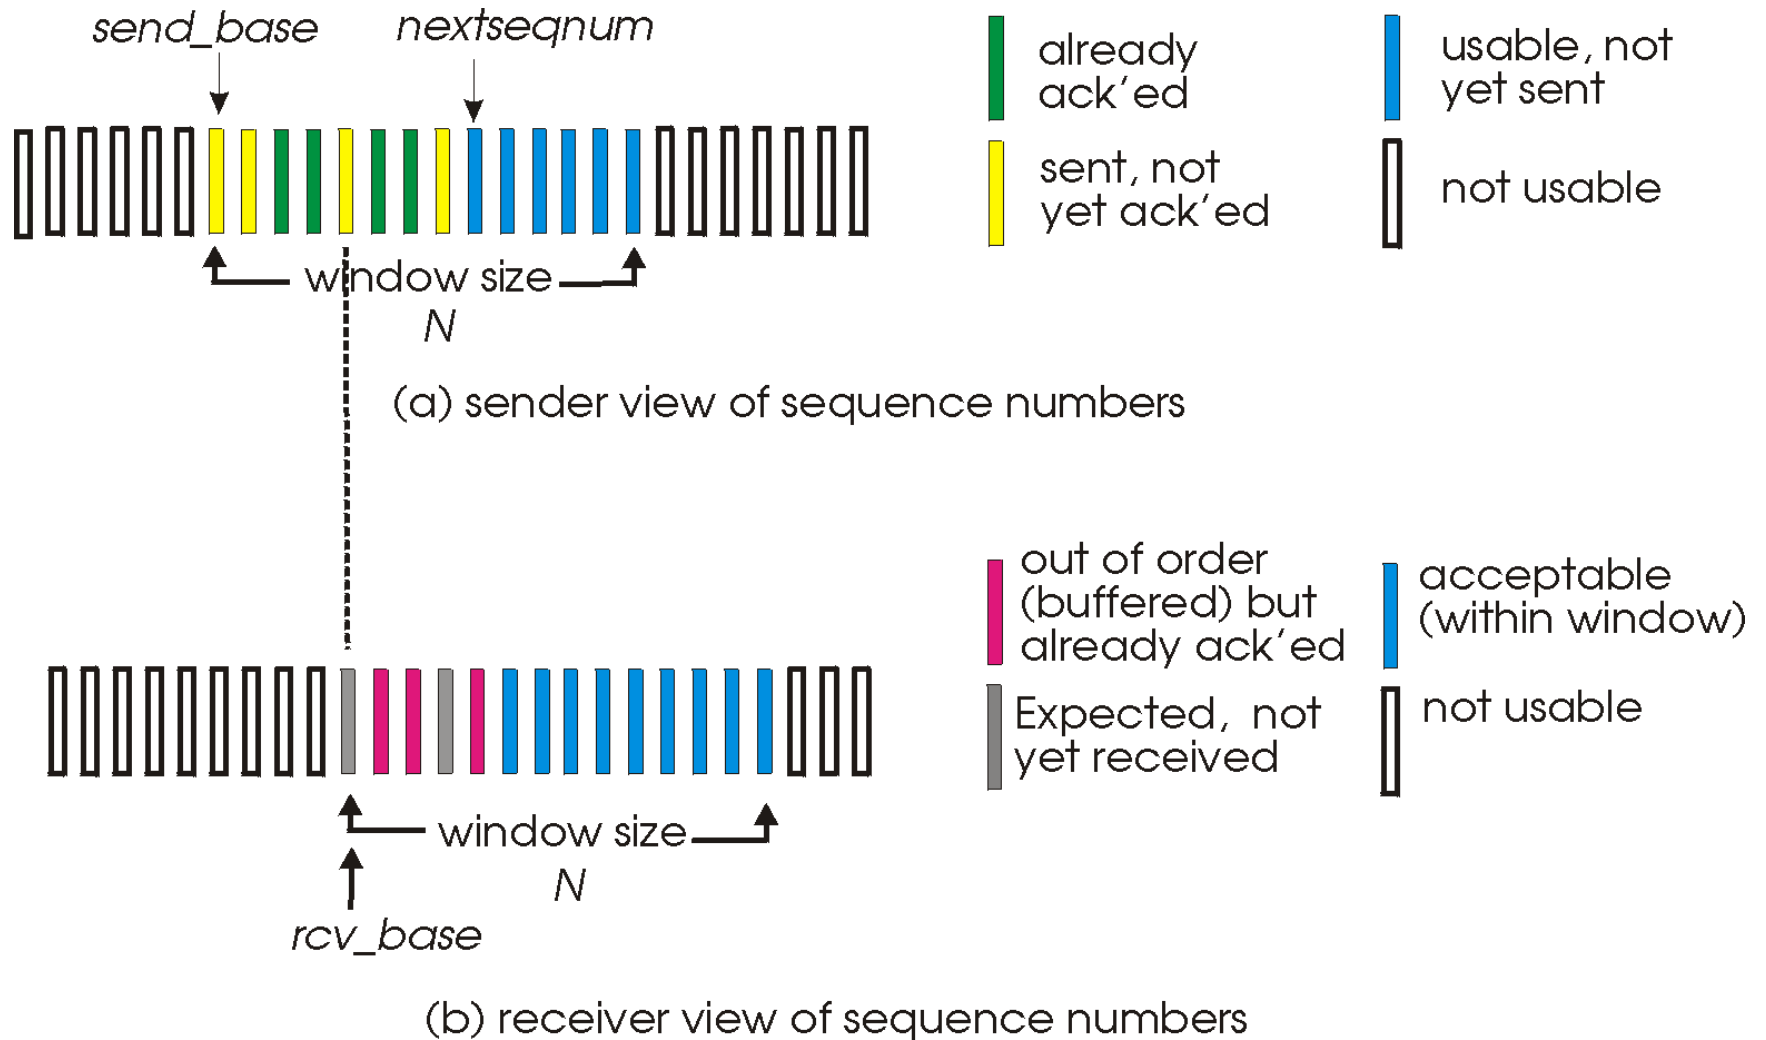 send_base
nextseqnum
already
ack'ed
usable, not
yet sent
sent, not
yet ack'ed
not usable
window size
N
(a) sender view of sequence numbers
out of order
(buffered) but
already ack'ed
acceptable
(within window)
Expected, not
yet received
not usable
window size
N
rcv_base
(b) receiver view of sequence numbers